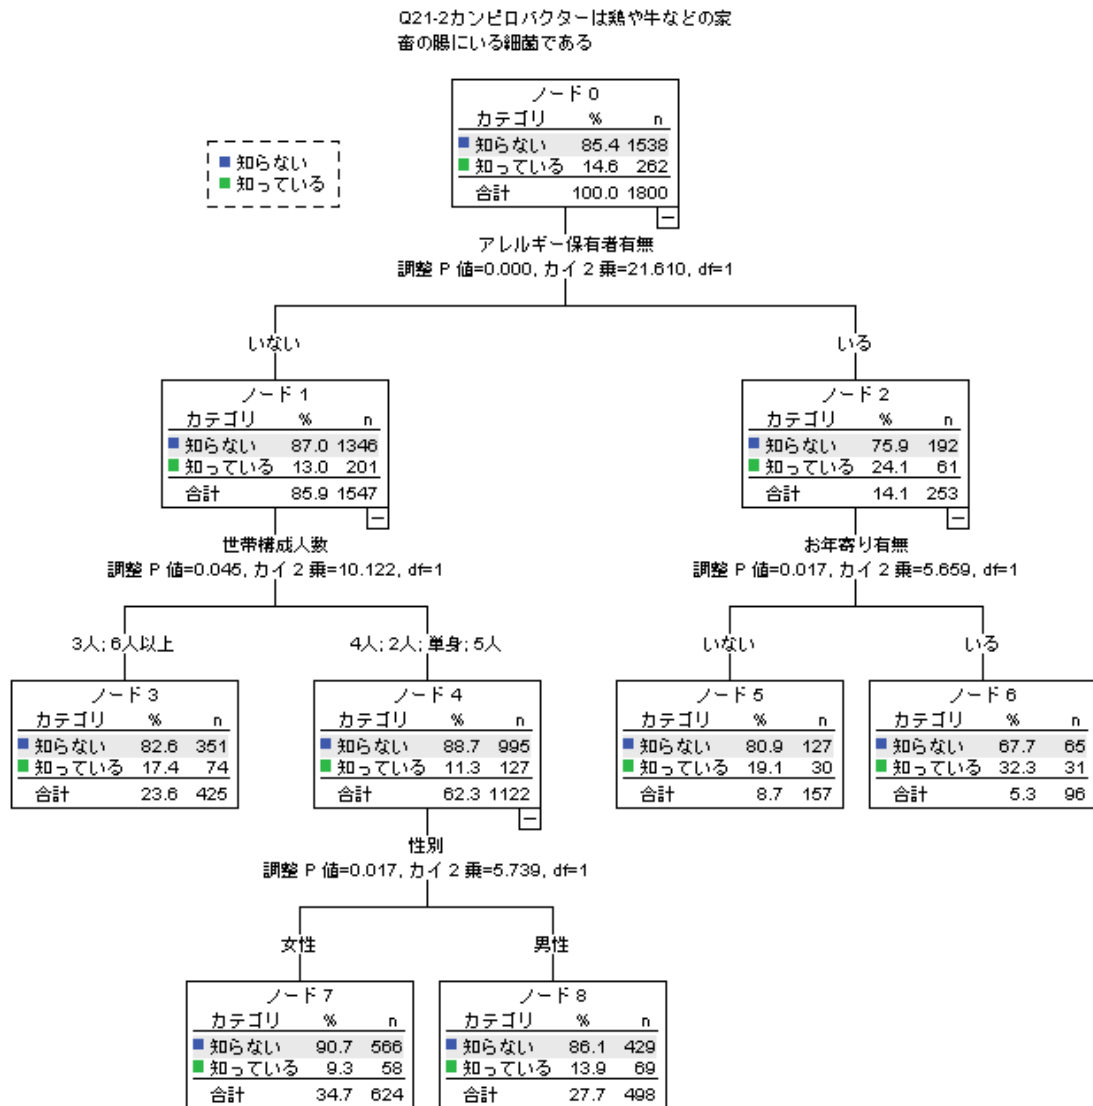 Q21-2カンピロバクターは鶏や牛などの家
畜の腸にいる細菌である
ノード 0
カテゴリ % n
知らない 85.4 1538
知っている 14.6 262
合計 100.0 1800
知らない
知っている
アレルギー保有者有無
調整 P 値=0.000, カイ 2 乗=21.610, df=1
いない
いる
ノード 1
カテゴリ % n
知らない 87.0 1346
知っている 13.0 201
合計 85.9 1547
ノード 2
カテゴリ % n
知らない 75.9 192
知っている 24.1 61
合計 14.1 253
世帯構成人数
調整 P 値=0.045, カイ 2 乗=10.122, df=1
お年寄り有無
調整 P 値=0.017, カイ 2 乗=5.659, df=1
3人; 6人以上
4人; 2人; 単身; 5人
いない
いる
ノード 3
カテゴリ % n
知らない 82.6 351
知っている 17.4 74
合計 23.6 425
ノード 4
カテゴリ % n
知らない 88.7 995
知っている 11.3 127
合計 62.3 1122
ノード 5
カテゴリ % n
知らない 80.9 127
知っている 19.1 30
合計 8.7 157
ノード 6
カテゴリ % n
知らない 67.7 65
知っている 32.3 31
合計 5.3 96
性別
調整 P 値=0.017, カイ 2 乗=5.739, df=1
女性
男性
ノード 7
カテゴリ % n
知らない 90.7 566
知っている 9.3 58
合計 34.7 624
ノード 8
カテゴリ % n
知らない 86.1 429
知っている 13.9 69
合計 27.7 498